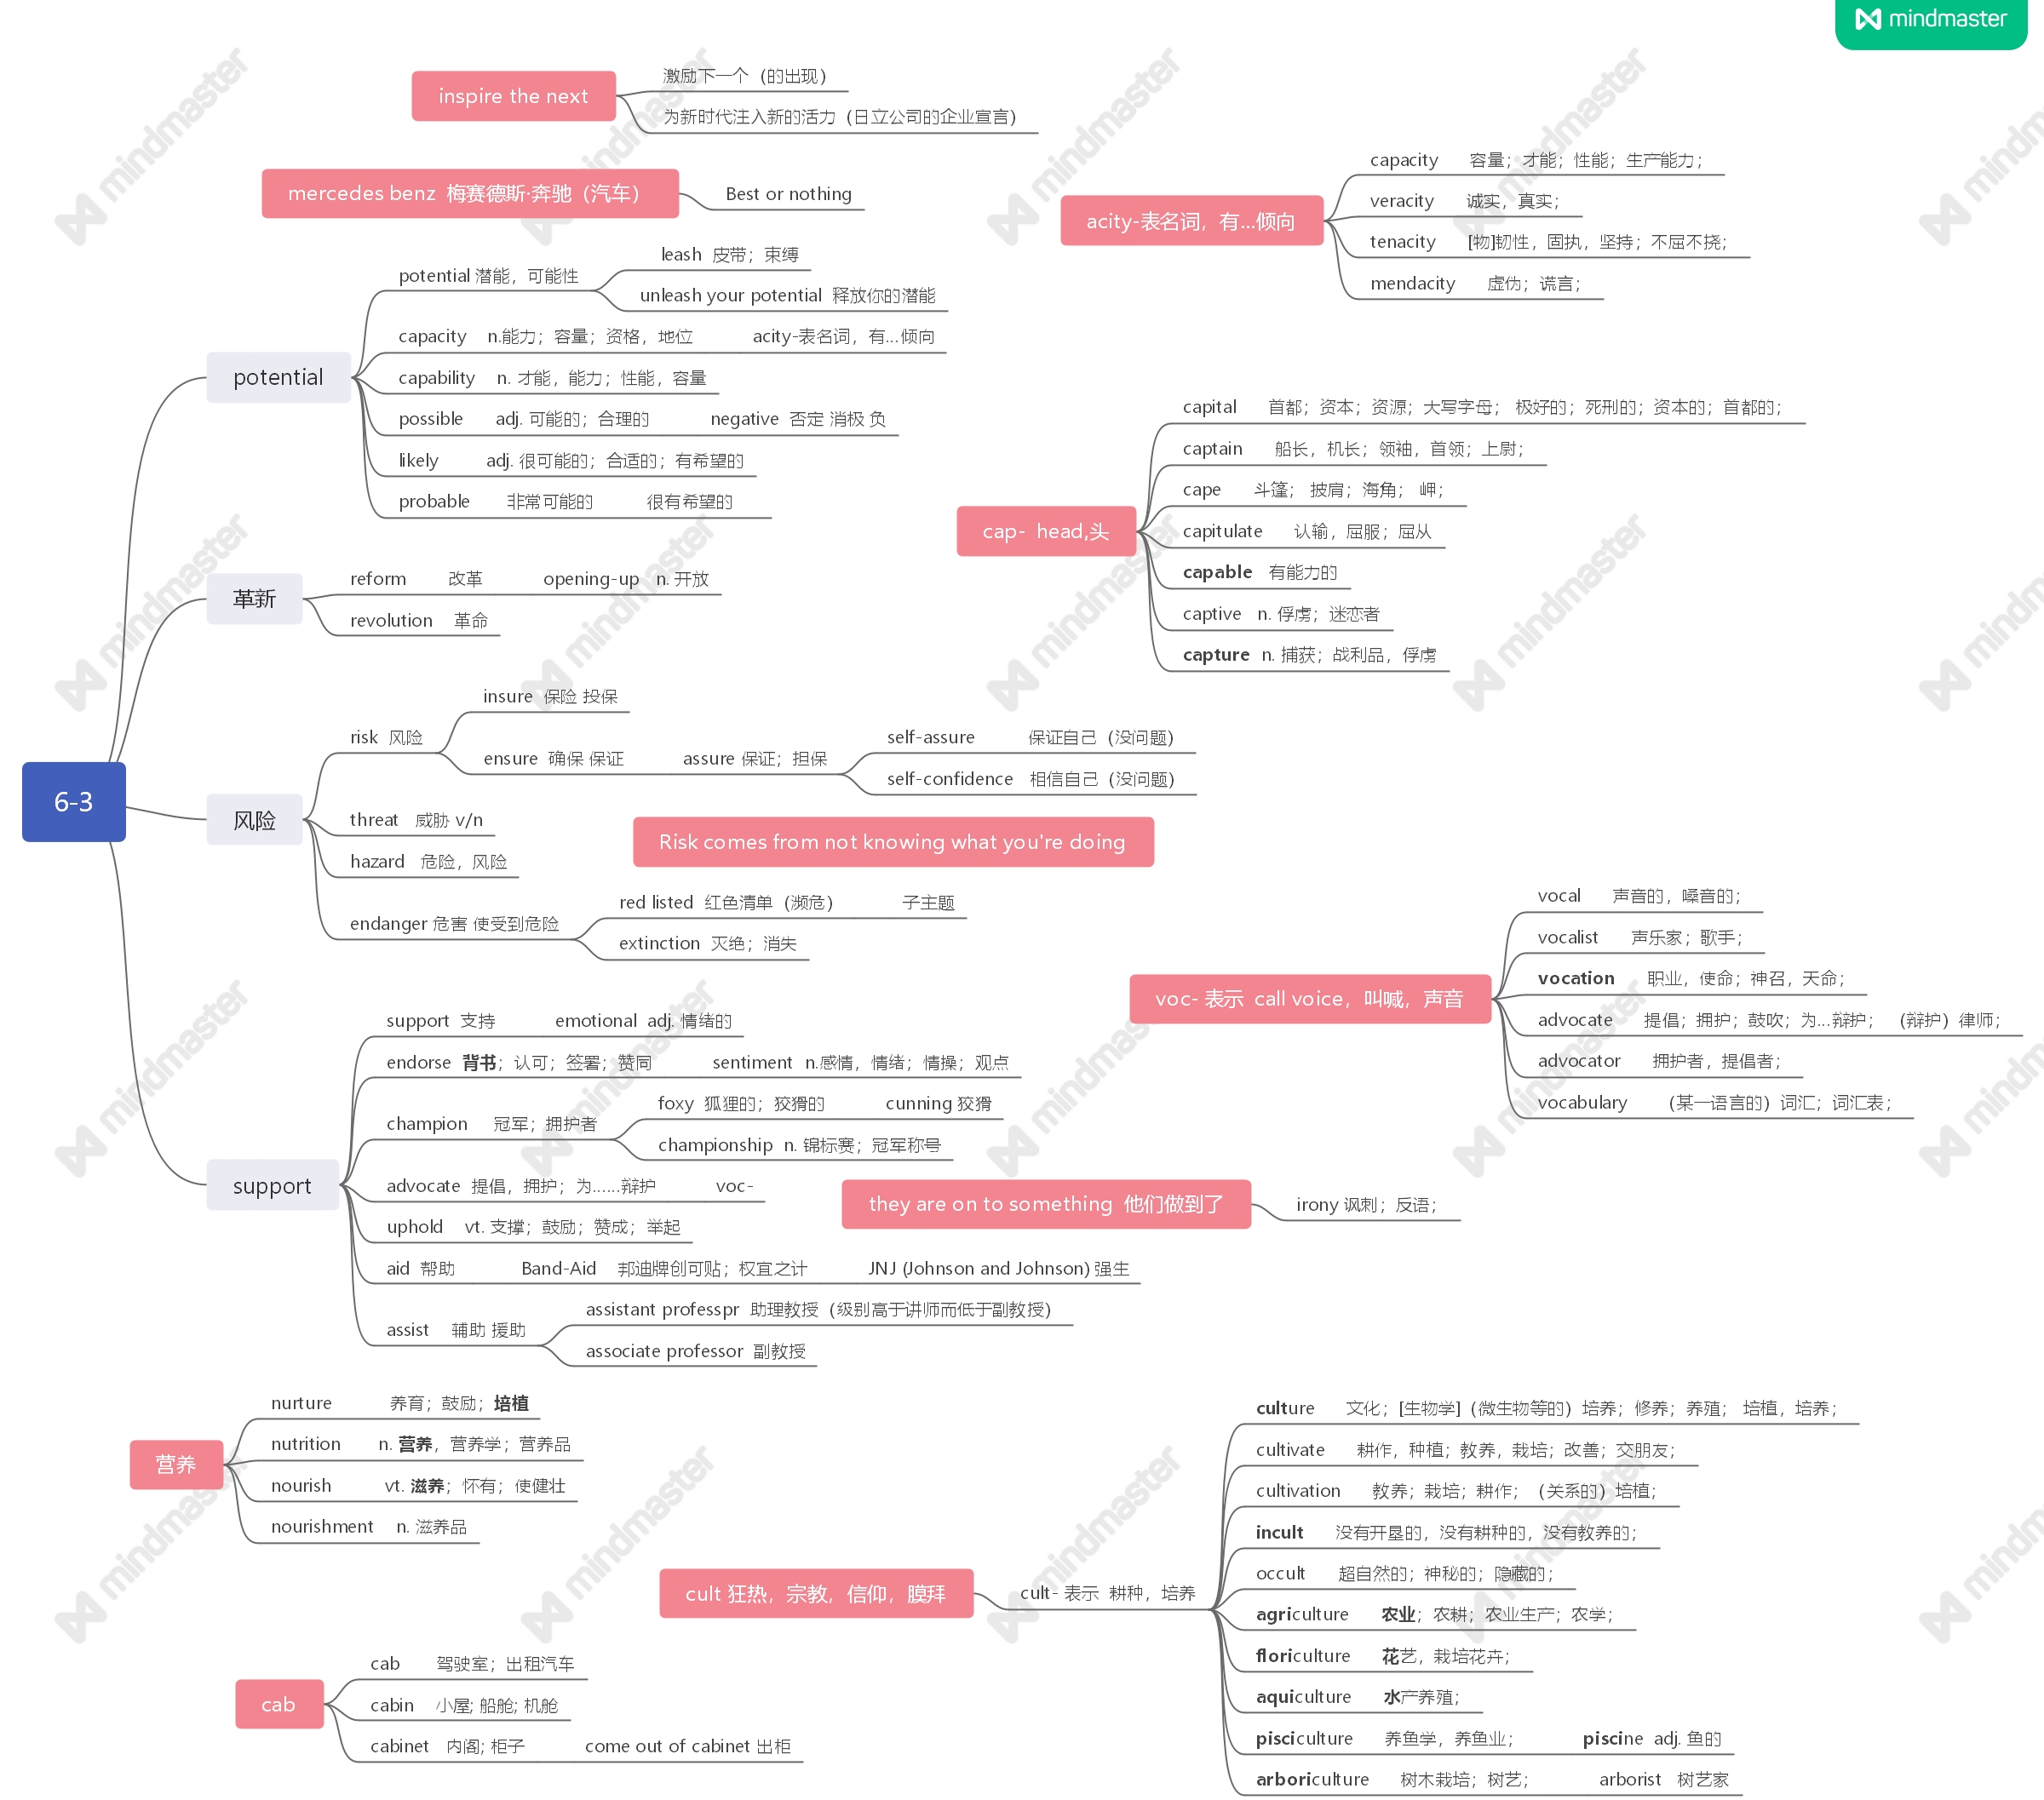 mindmaster
inspire the next
激励下一个（的出现）
为新时代注入新的活力（日立公司的企业宣言）
mercedes benz 梅赛德斯·奔驰（汽车）
Best or nothing
acity-表名词，有...倾向
capacity 容量；才能；性能；生产能力；
veracity 诚实，真实；
tenacity [物]韧性，固执，坚持；不屈不挠；
mendacity 虚伤；谎言；
6-3
potential
potential 潜能，可能性
leash 皮带；束缚
unleash your potential 释放你的潜能
capacity n.能力；容量；资格，地位 acity-表名词，有...倾向
capability n. 才能，能力；性能，容量
possible adj. 可能的；合理的 negative 否定 消极 负
likely adj. 很可能的；合适的；有希望的
probable 非常可能的 很有希望的
cap- head,头
capital 首都；资本；资源；大写字母； 极好的；死刑的；资本的；首都的；
captain 船长，机长；领袖，首领；上尉；
cape 斗篷； 披肩；海角； 岬；
capitulate 认输，屈服；屈从
capable 有能力的
captive n. 俘虏；迷恋者
capture n. 捕获；战利品，俘虏
革新
reform 改革 opening-up n. 开放
revolution 革命
风险
risk 风险
insure 保险 投保
ensure 确保 保证 assure 保证；担保
self-assure 保证自己（没问题）
self-confidence 相信自己（没问题）
threat 威胁 v/n
hazard 危险，风险
Risk comes from not knowing what you're doing
endanger 危害 使受到危险
red listed 红色清单（濒危） 子主题
extinction 灭绝；消失
voc- 表示 call voice，叫喊，声音
vocal 声音的，嗓音的；
vocalist 声乐家；歌手；
vocation 职业，使命；神召，天命；
advocate 提倡；拥护；鼓吹；为...辩护；（辩护）律师；
advocator 拥护者，提倡者；
vocabulary （某一语言的）词汇；词汇表；
support
support 支持 emotional adj. 情绪的
endorse 背书；认可；签署；赞同 sentiment n.感情，情绪；情操；观点
champion 冠军；拥护者
foxy 狐狸的；狡猾的 cunning 狡猾
championship n. 锦标赛；冠军称号
advocate 提倡，拥护；为......辩护 voc-
uphold vt. 支撑；鼓励；赞成；举起
aid 帮助 Band-Aid 邦迪牌创可贴；权宜之计 JNJ (Johnson and Johnson) 强生
assist 辅助 援助
assistant professpr 助理教授（级别高于讲师而低于副教授）
associate professor 副教授
they are on to something 他们做到了
irony 讽刺；反语；
营养
nurture 养育；鼓励；培植
nutrition n. 营养，营养学；营养品
nourish vt. 滋养；怀有；使健壮
nourishment n. 滋养品
cult 狂热，宗教，信仰，膜拜
cult- 表示 耕种，培养
culture 文化；[生物学]（微生物等的）培养；修养；养殖； 培植，培养；
cultivate 耕作，种植；教养，栽培；改善；交朋友；
cultivation 教养；栽培；耕作；（关系的）培植；
incult 没有开垦的，没有耕种的，没有教养的；
occult 超自然的；神秘的；隐藏的；
agriculture 农业；农耕；农业生产；农学；
floriculture 花艺，栽培花卉；
aquiculture 水产养殖；
pisciculture 养鱼学，养鱼业； piscine adj. 鱼的
arboriculture 树木栽培；树艺； arborist 树艺家
cab
cab 驾驶室；出租汽车
cabin 小屋; 船舱; 机舱
cabinet 内阁; 柜子 come out of cabinet 出柜